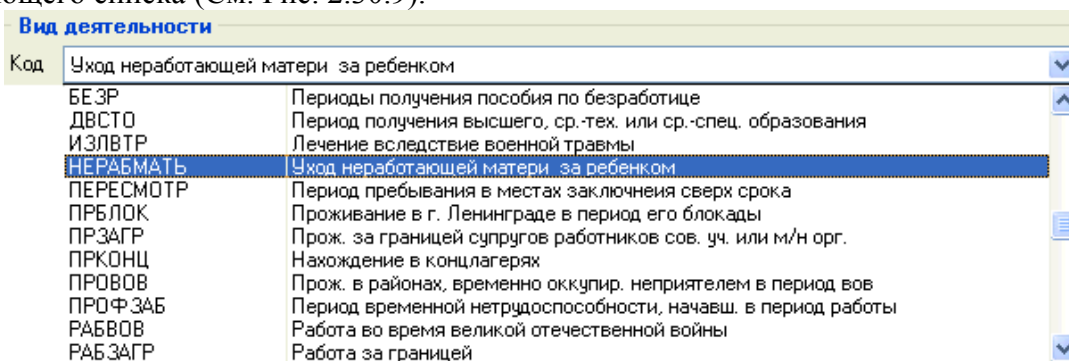 ющего списка (См. Рис. 2.50.9).
Вид деятельности
Код Уход неработающей матери за ребенком
БЕЗР Периоды получения пособия по безработице
ДВСТО Период получения высшего, ср.-тех. или ср.-спец. образования
ИЗЛВТР Лечение вследствие военной травмы
НЕРАБМАТЬ Уход неработающей матери за ребенком
ПЕРЕСМОТР Период пребывания в местах заключнеия сверх срока
ПРБЛОК Проживание в г. Ленинграде в период его блокады
ПРЗАГР Прож. за границей супругов работников сов. уч. или м/н орг.
ПРКОНЦ Нахождение в концлагерях
ПРОВОВ Прож. в районах, временно оккупир. неприятелем в период вов
ПРОФЗАБ Период временной нетрудоспособности, начавш. в период работы
РАБВОВ Работа во время великой отечественной войны
РАБЗАГР Работа за границей